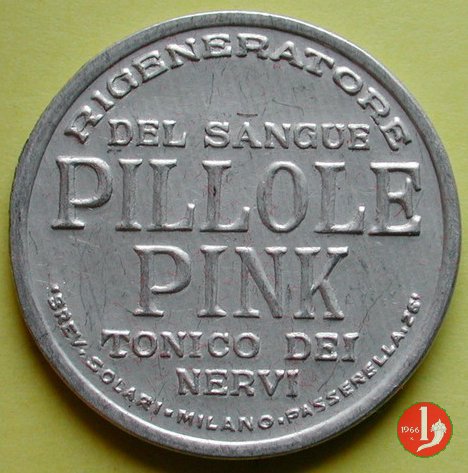 RIGENERATORE
DEL SANGUE
PILLOLE
PINK
TONICO DEI
NERVI
BREV. SOLARI • MILANO • PASSERELLA • 26
1966